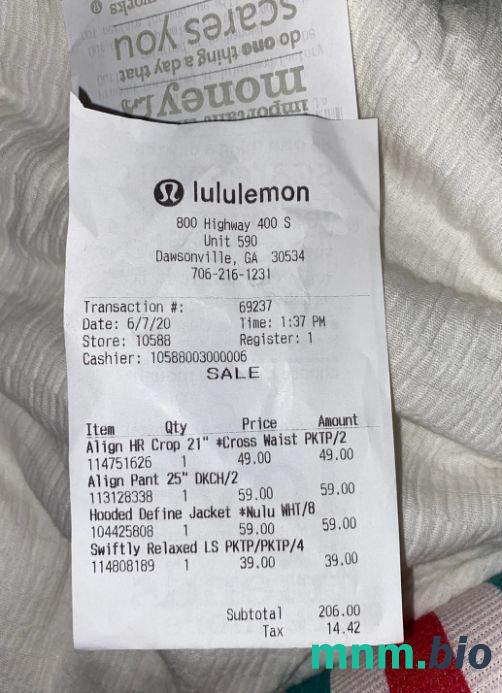 scares you
do one thing a day that
lululemon
800 Highway 400 S
Unit 590
Dawsonville, GA 30534
706-216-1231
Transaction #: 69237
Date: 6/7/20 Time: 1:37 PM
Store: 10588 Register: 1
Cashier: 10588003000006
SALE
Item Qty Price Amount
Align HR Crop 21" *Cross Waist PKTP/2
114751626 1 49.00 49.00
Align Pant 25" DKCH/2
113128338 1 59.00 59.00
Hooded Define Jacket *Nulu WHT/8
104425808 1 59.00 59.00
Swiftly Relaxed LS PKTP/PKTP/4
114808189 1 39.00 39.00
Subtotal 206.00
Tax 14.42
mnm.bio